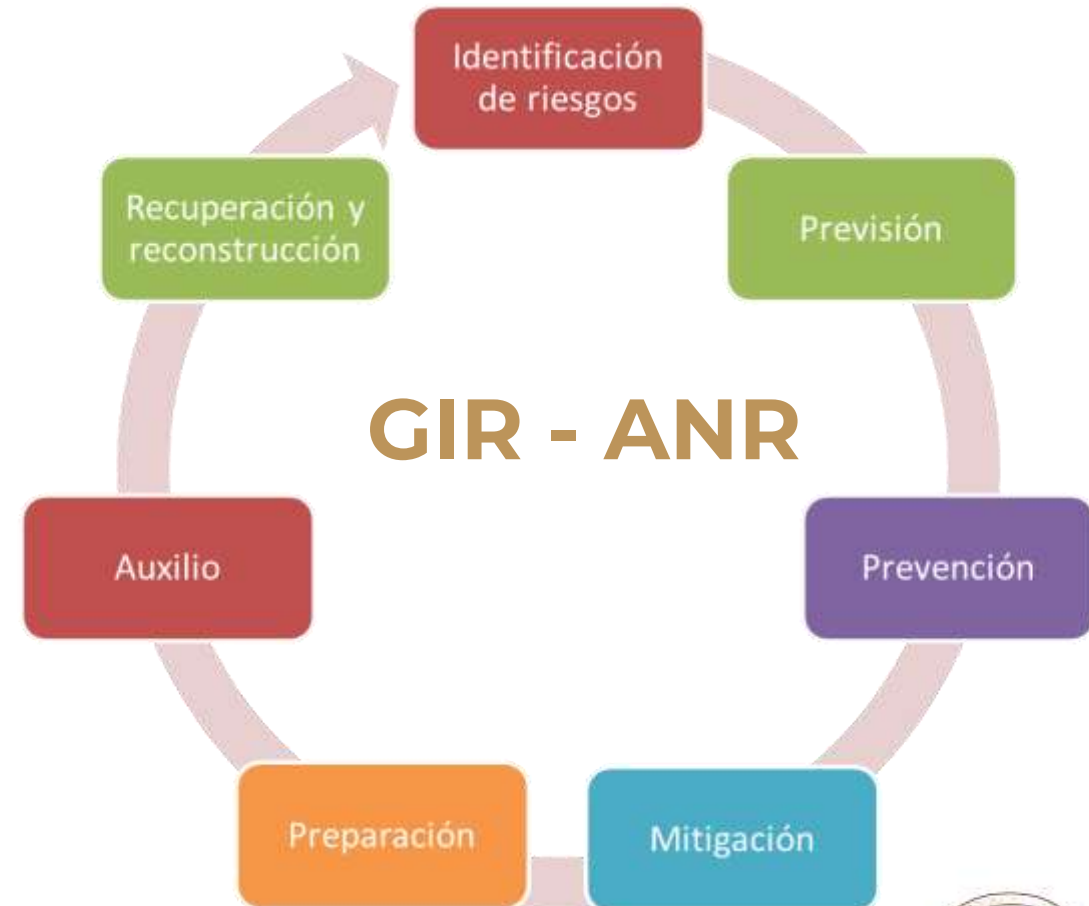 Identificación
de riesgos
Previsión
Prevención
Mitigación
Preparación
Auxilio
Recuperación y
reconstrucción
GIR - ANR